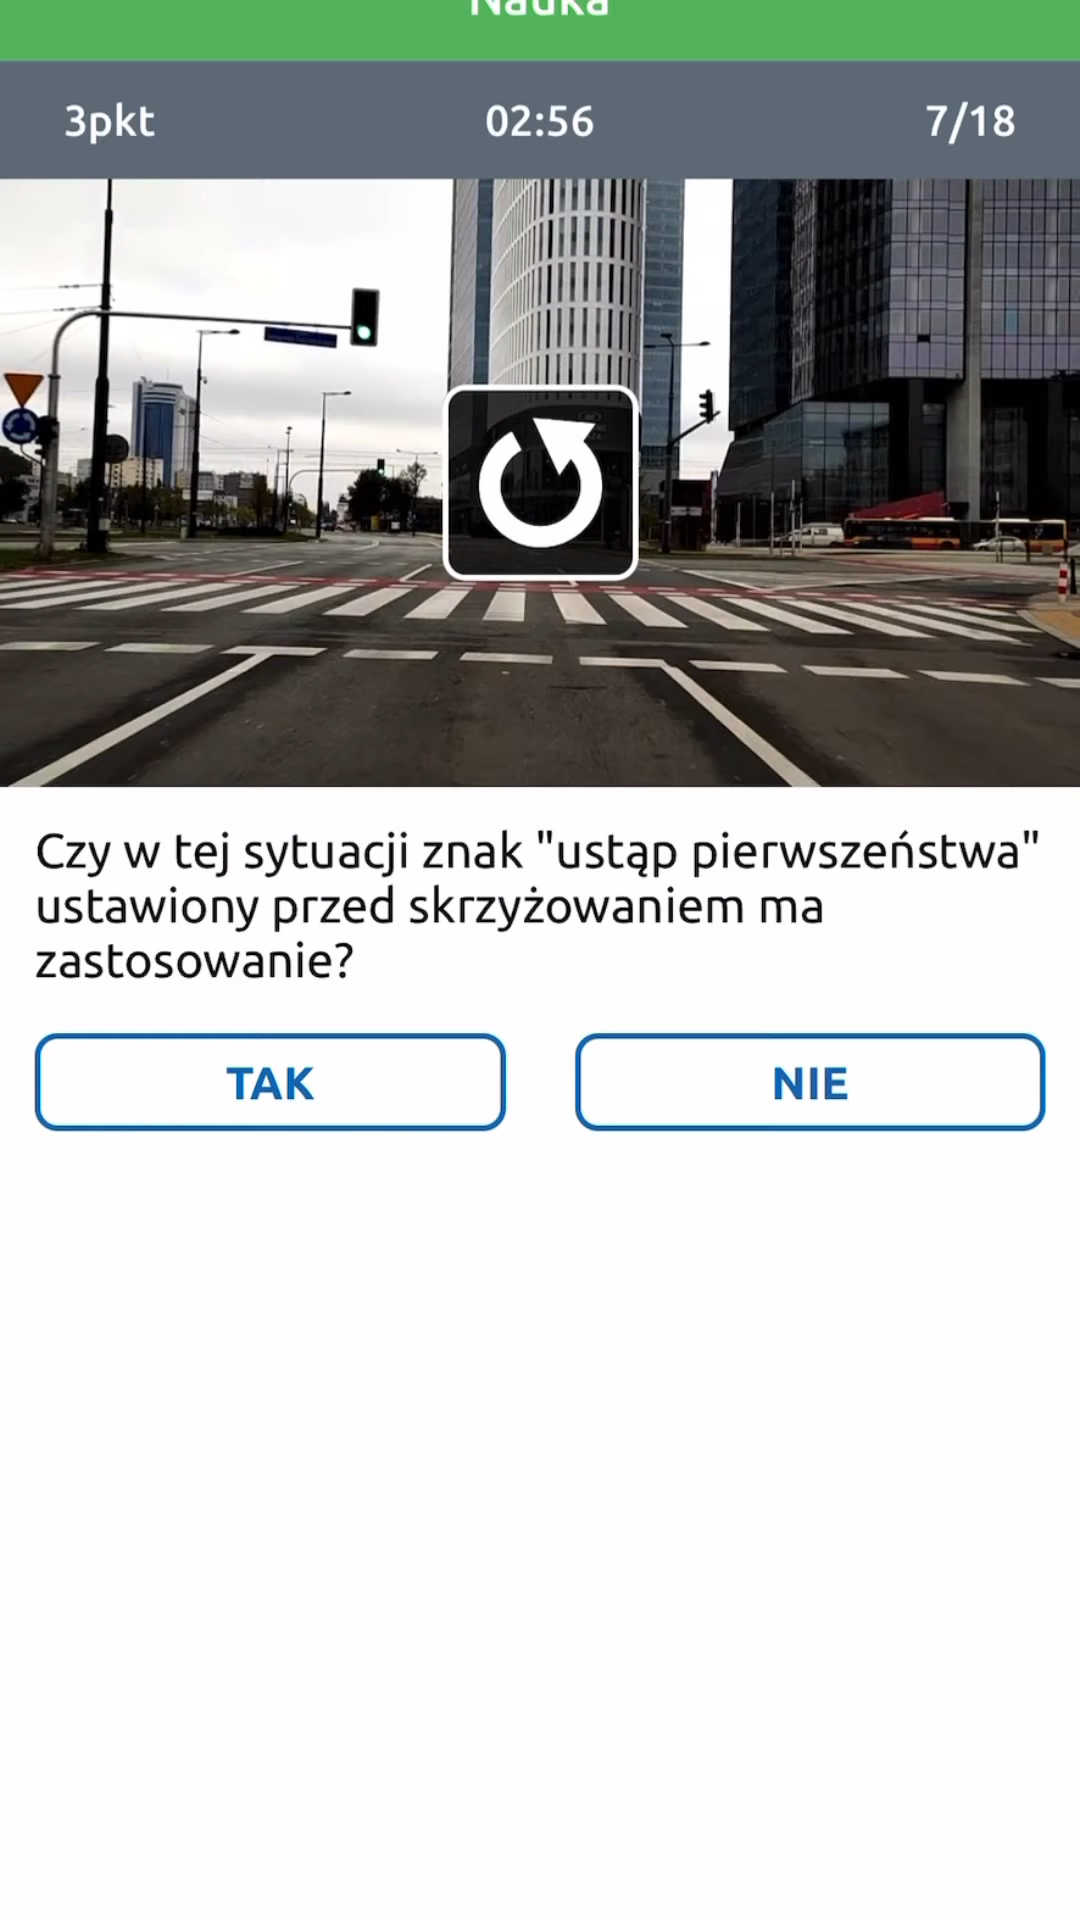 Nauka
3pkt
02:56
7/18
Czy w tej sytuacji znak "ustąp pierwszeństwa"
ustawiony przed skrzyżowaniem ma
zastosowanie?
TAK
NIE